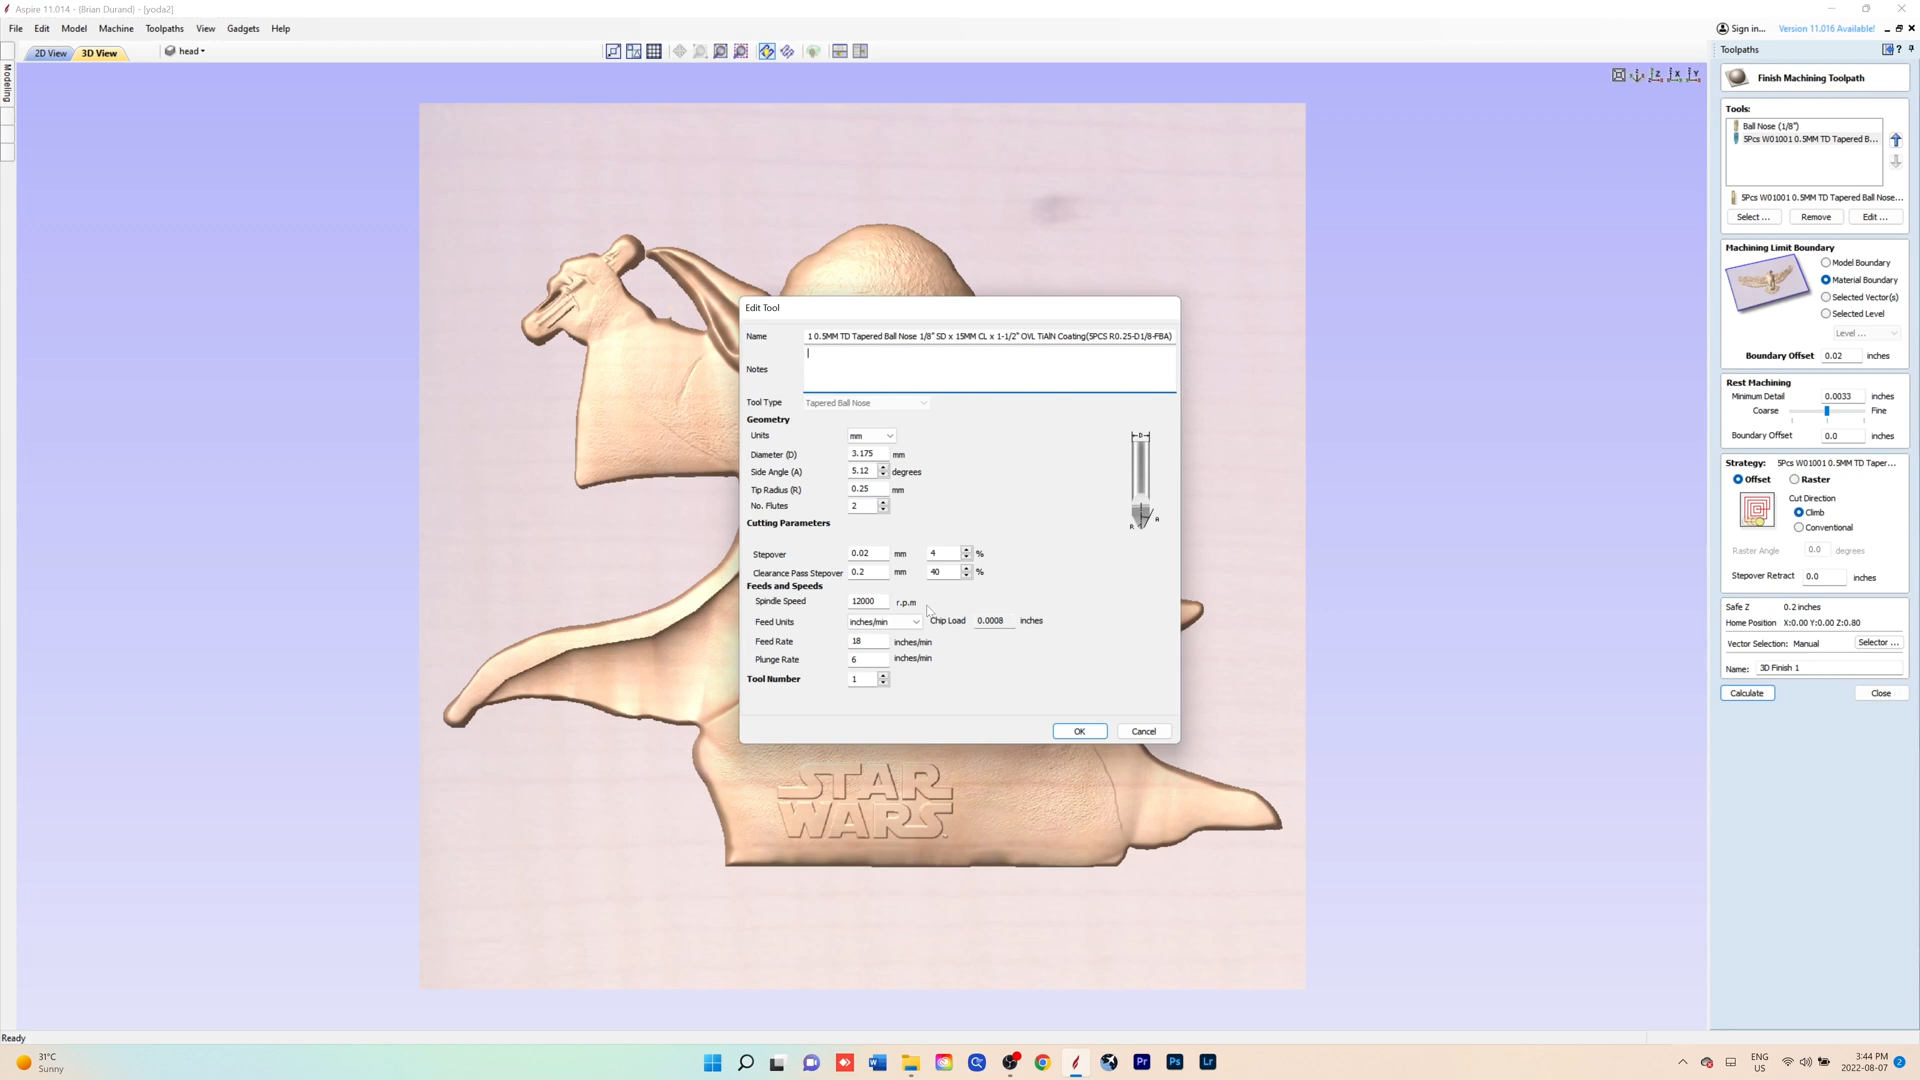 Aspire 11.014 - {Brian Durand} - [yoda2]
File Edit Model Machine Toolpaths View Gadgets Help
Sign in... Version 11.016 Available!
2D View 3D View head
Toolpaths
Modeling
Finish Machining Toolpath
Tools:
Ball Nose (1/8")
5Pcs W01001 0.5MM TD Tapered B...
5Pcs W01001 0.5MM TD Tapered Ball Nose...
Select ... Remove Edit ...
Machining Limit Boundary
Model Boundary
Material Boundary
Selected Vector(s)
Selected Level
Level ...
Boundary Offset 0.02 inches
Rest Machining
Minimum Detail 0.0033 inches
Coarse Fine
Boundary Offset 0.0 inches
Strategy: 5Pcs W01001 0.5MM TD Taper...
Offset Raster
Cut Direction
Climb
Conventional
Raster Angle 0.0 degrees
Stepover Retract 0.0 inches
Safe Z 0.2 inches
Home Position X:0.00 Y:0.00 Z:0.80
Vector Selection: Manual Selector ...
Name: 3D Finish 1
Calculate Close
Edit Tool
Name 1 0.5MM TD Tapered Ball Nose 1/8" SD x 15MM CL x 1-1/2" OVL TiAlN Coating(5PCS R0.25-D1/8-FBA)
Notes
Tool Type Tapered Ball Nose
Geometry
Units mm
Diameter (D) 3.175 mm
Side Angle (A) 5.12 degrees
Tip Radius (R) 0.25 mm
No. Flutes 2
D
R A
Cutting Parameters
Stepover 0.02 mm 4 %
Clearance Pass Stepover 0.2 mm 40 %
Feeds and Speeds
Spindle Speed 12000 r.p.m
Feed Units inches/min Chip Load 0.0008 inches
Feed Rate 18 inches/min
Plunge Rate 6 inches/min
Tool Number 1
OK Cancel
STAR
WARS
Ready
31°C
Sunny
Pr Ps Lr
ENG
US
3:44 PM
2022-08-07
2